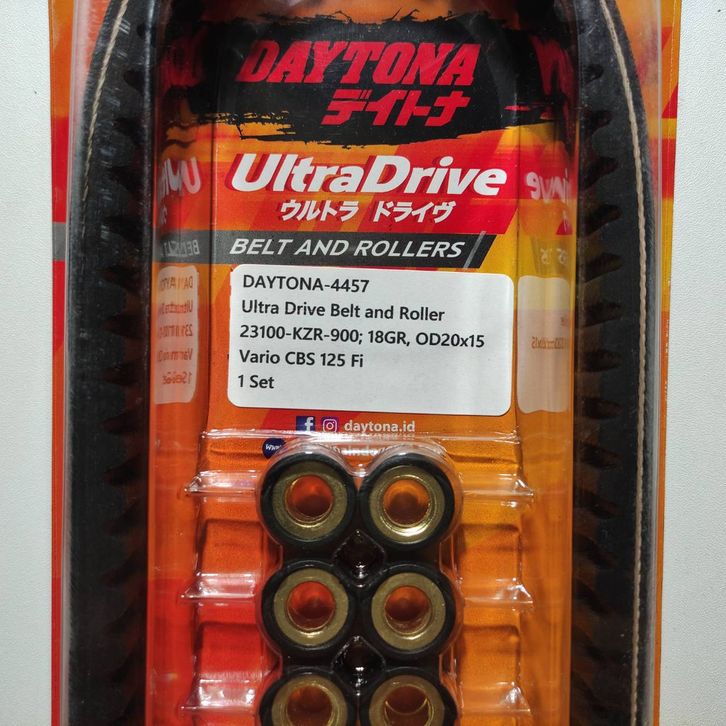 DAYTONA
デイトナ
UltraDrive
ウルトラ ドライヴ
BELT AND ROLLERS
DAYTONA-4457
Ultra Drive Belt and Roller
23100-KZR-900; 18GR, OD20x15
Vario CBS 125 Fi
1 Set
daytona.id